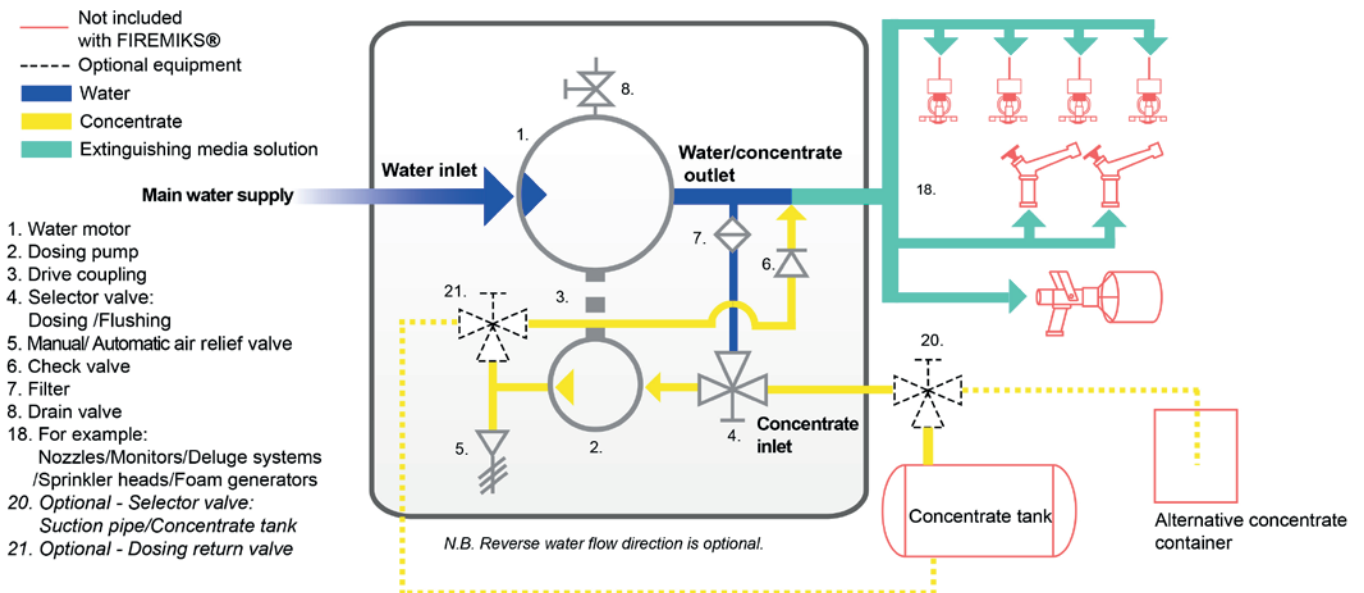 Not included
with FIREMIKS®
Optional equipment
Water
Concentrate
Extinguishing media solution
Main water supply
1. Water motor
2. Dosing pump
3. Drive coupling
4. Selector valve:
Dosing /Flushing
5. Manual/ Automatic air relief valve
6. Check valve
7. Filter
8. Drain valve
18. For example:
Nozzles/Monitors/Deluge systems
/Sprinkler heads/Foam generators
20. Optional - Selector valve:
Suction pipe/Concentrate tank
21. Optional - Dosing return valve
8.
1.
Water inlet
Water/concentrate
outlet
18.
7.
6.
21.
3.
20.
5.
2.
4.
Concentrate
inlet
Concentrate tank
Alternative concentrate
container
N.B. Reverse water flow direction is optional.